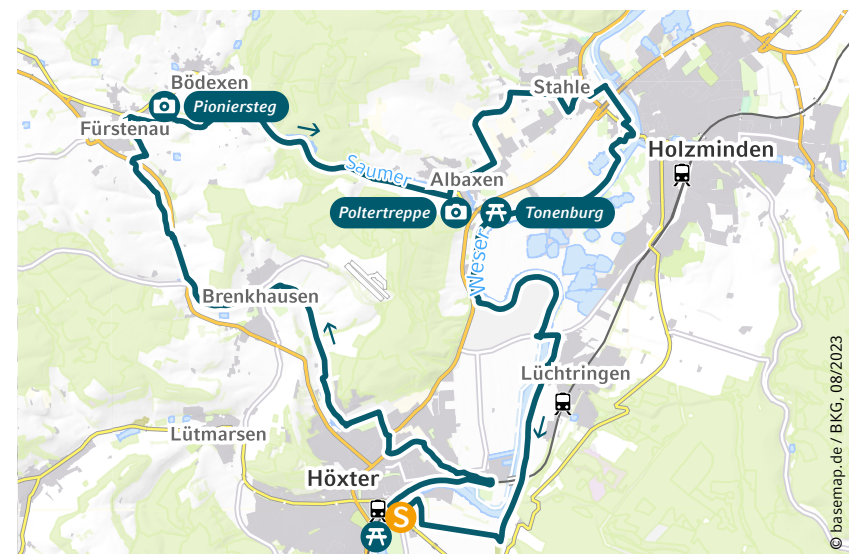 Bödexen
Pioniersteg
Fürstenau
Stahle
Holzminden
Saumer
Albaxen
Poltertreppe
Tonenburg
Weser
Brenkhausen
Lüchtringen
Lütmarsen
Höxter
S
© basemap.de / BKG, 08/2023